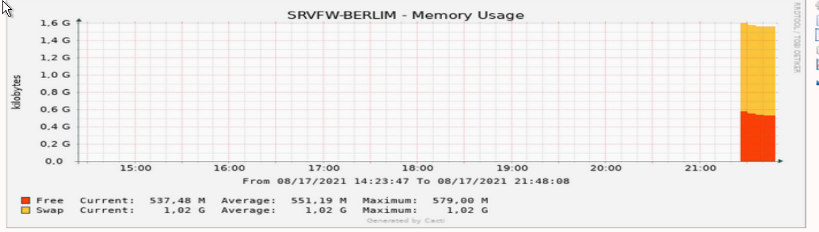 SRVFW-BERLIM - Memory Usage
RRDTOOL / TOBI OETIKER
kilobytes
1,6 G
1,4 G
1,2 G
1,0 G
0,8 G
0,6 G
0,4 G
0,2 G
0,0
15:00 16:00 17:00 18:00 19:00 20:00 21:00
From 08/17/2021 14:23:47 To 08/17/2021 21:48:08
Free Current: 537,48 M Average: 551,19 M Maximum: 579,00 M
Swap Current: 1,02 G Average: 1,02 G Maximum: 1,02 G
Generated by Cacti